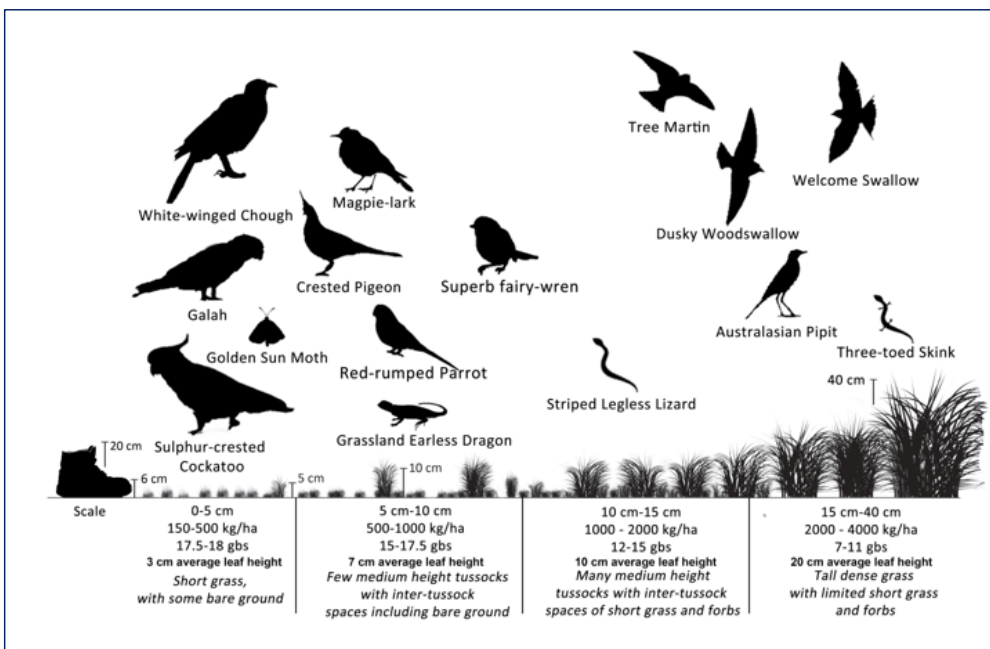 Tree Martin
Welcome Swallow
White-winged Chough
Magpie-lark
Dusky Woodswallow
Crested Pigeon
Superb fairy-wren
Galah
Australasian Pipit
Golden Sun Moth
Red-rumped Parrot
Three-toed Skink
Striped Legless Lizard
40 cm
Grassland Earless Dragon
Sulphur-crested
Cockatoo
20 cm
6 cm
5 cm
10 cm
Scale
0-5 cm
150-500 kg/ha
17.5-18 gbs
3 cm average leaf height
Short grass,
with some bare ground
5 cm-10 cm
500-1000 kg/ha
15-17.5 gbs
7 cm average leaf height
Few medium height tussocks
with inter-tussock
spaces including bare ground
10 cm-15 cm
1000 - 2000 kg/ha
12-15 gbs
10 cm average leaf height
Many medium height
tussocks with inter-tussock
spaces of short grass and forbs
15 cm-40 cm
2000 - 4000 kg/ha
7-11 gbs
20 cm average leaf height
Tall dense grass
with limited short grass
and forbs